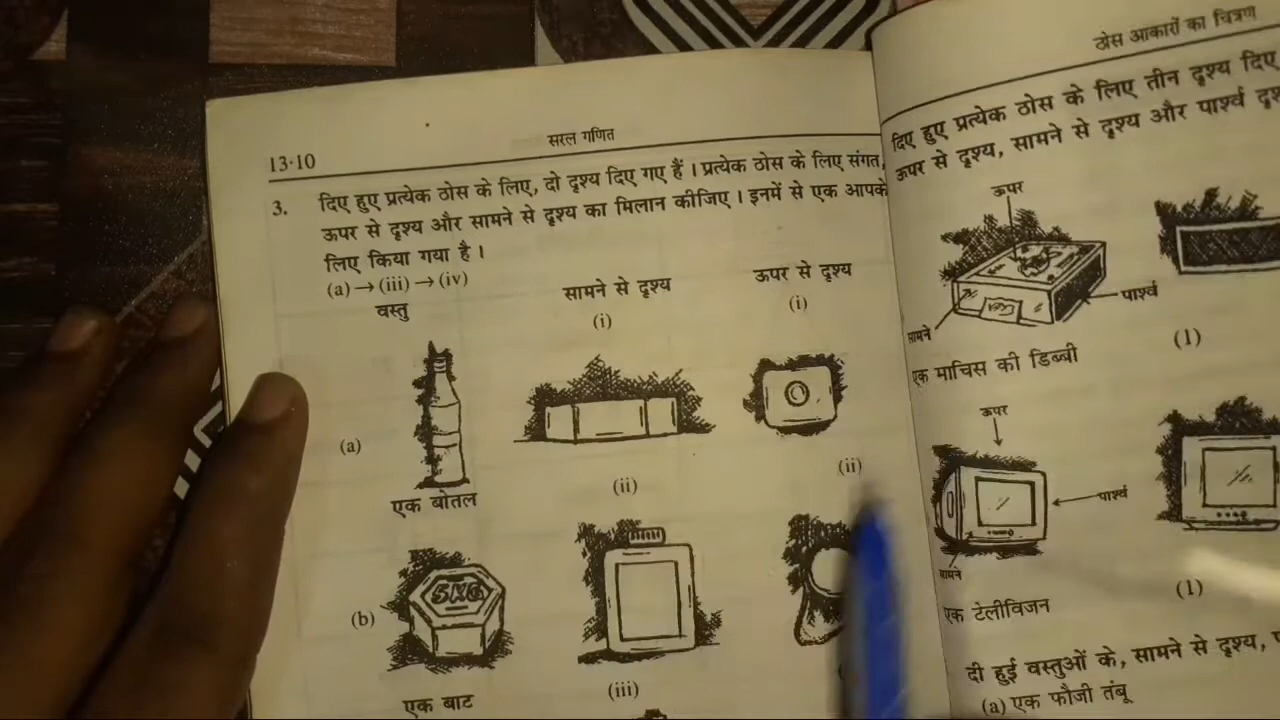 13·10
सरल गणित
3. दिए हुए प्रत्येक ठोस के लिए, दो दृश्य दिए गए हैं । प्रत्येक ठोस के लिए संगत,
ऊपर से दृश्य और सामने से दृश्य का मिलान कीजिए । इनमें से एक आपके
लिए किया गया है ।
(a) → (iii) → (iv)
वस्तु सामने से दृश्य ऊपर से दृश्य
(i) (i)
(a)
एक बोतल
(ii) (ii)
(b) 5KG
एक बाट
(iii)
ठोस आकारों का चित्रण
दिए हुए प्रत्येक ठोस के लिए तीन दृश्य दिए
ऊपर से दृश्य, सामने से दृश्य और पार्श्व
ऊपर
पार्श्व
सामने
(1)
एक माचिस की डिब्बी
ऊपर
पार्श्व
सामने
(1)
एक टेलीविजन
दी हुई वस्तुओं के, सामने से दृश्य,
(a) एक फौजी तंबू